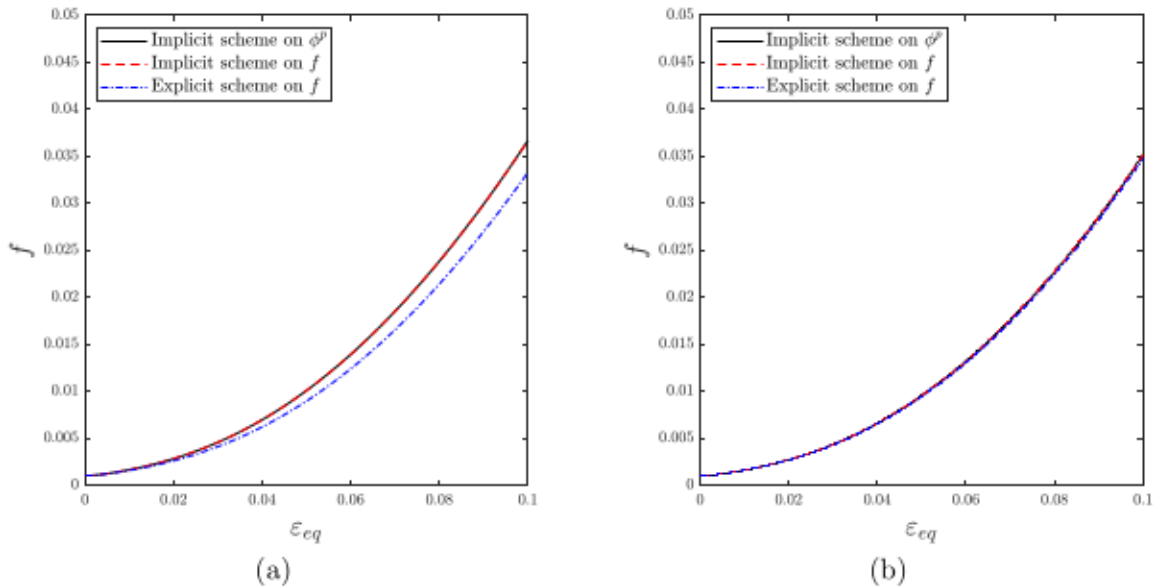 0.05
0.045
0.04
0.035
0.03
0.025
0.02
0.015
0.01
0.005
0
Implicit scheme on ϕᵖ
Implicit scheme on f
Explicit scheme on f
f
0 0.02 0.04 0.06 0.08 0.1
ε_eq
(a)
0.05
0.045
0.04
0.035
0.03
0.025
0.02
0.015
0.01
0.005
0
Implicit scheme on ϕᵖ
Implicit scheme on f
Explicit scheme on f
f
0 0.02 0.04 0.06 0.08 0.1
ε_eq
(b)